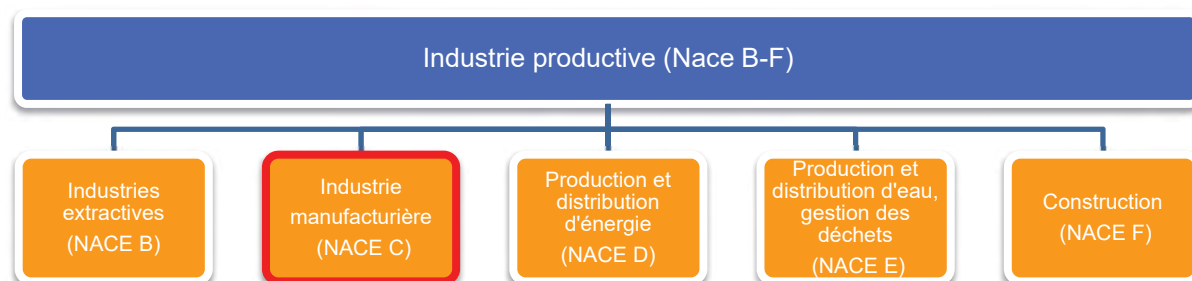 Industrie productive (Nace B-F)
Industries
extractives
(NACE B)
Industrie
manufacturière
(NACE C)
Production et
distribution
d'énergie
(NACE D)
Production et
distribution d'eau,
gestion des
déchets
(NACE E)
Construction
(NACE F)